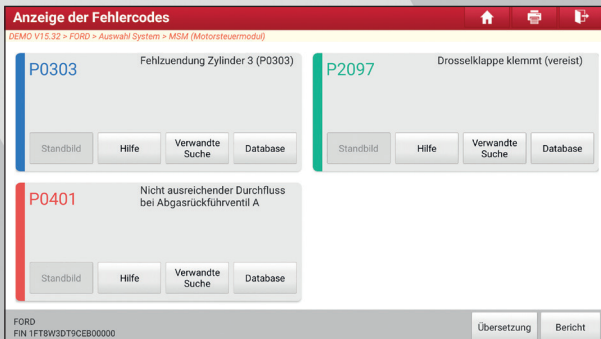 Anzeige der Fehlercodes
DEMO V15.32 > FORD > Auswahl System > MSM (Motorsteuermodul)
P0303
Fehlzuendung Zylinder 3 (P0303)
Standbild
Hilfe
Verwandte
Suche
Database
P2097
Drosselklappe klemmt (vereist)
Standbild
Hilfe
Verwandte
Suche
Database
P0401
Nicht ausreichender Durchfluss
bei Abgasrückführventil A
Standbild
Hilfe
Verwandte
Suche
Database
FORD
FIN 1FT8W3DT9CEB00000
Übersetzung
Bericht